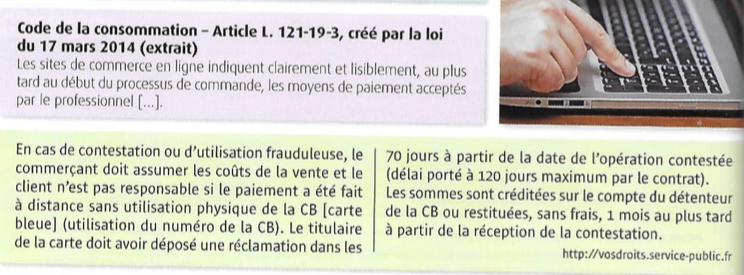 Code de la consommation – Article L. 121-19-3, créé par la loi
du 17 mars 2014 (extrait)
Les sites de commerce en ligne indiquent clairement et lisiblement, au plus
tard au début du processus de commande, les moyens de paiement acceptés
par le professionnel [...].
En cas de contestation ou d'utilisation frauduleuse, le
commerçant doit assumer les coûts de la vente et le
client n'est pas responsable si le paiement a été fait
à distance sans utilisation physique de la CB [carte
bleue] (utilisation du numéro de la CB). Le titulaire
de la carte doit avoir déposé une réclamation dans les
70 jours à partir de la date de l'opération contestée
(délai porté à 120 jours maximum par le contrat).
Les sommes sont créditées sur le compte du détenteur
de la CB ou restituées, sans frais, 1 mois au plus tard
à partir de la réception de la contestation.
http://vosdroits.service-public.fr